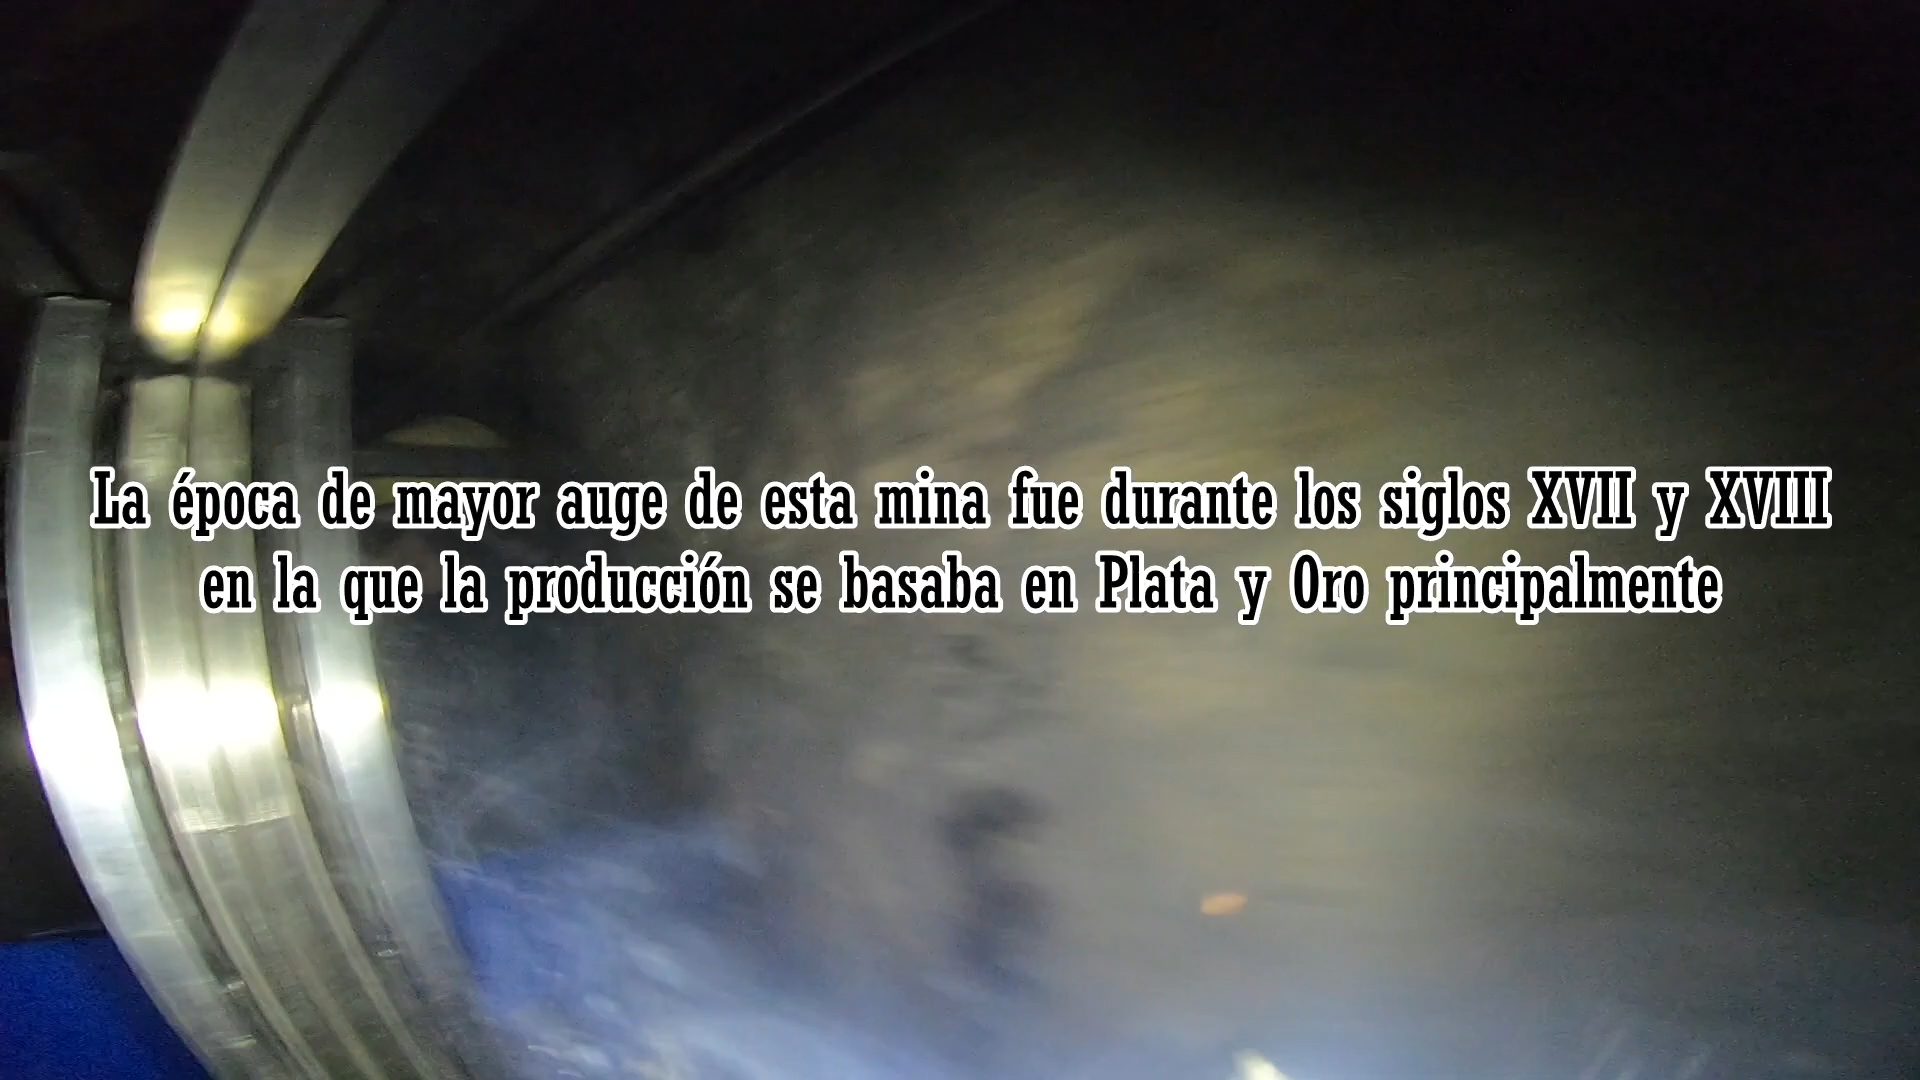 La época de mayor auge de esta mina fue durante los siglos XVII y XVIII
en la que la producción se basaba en Plata y Oro principalmente